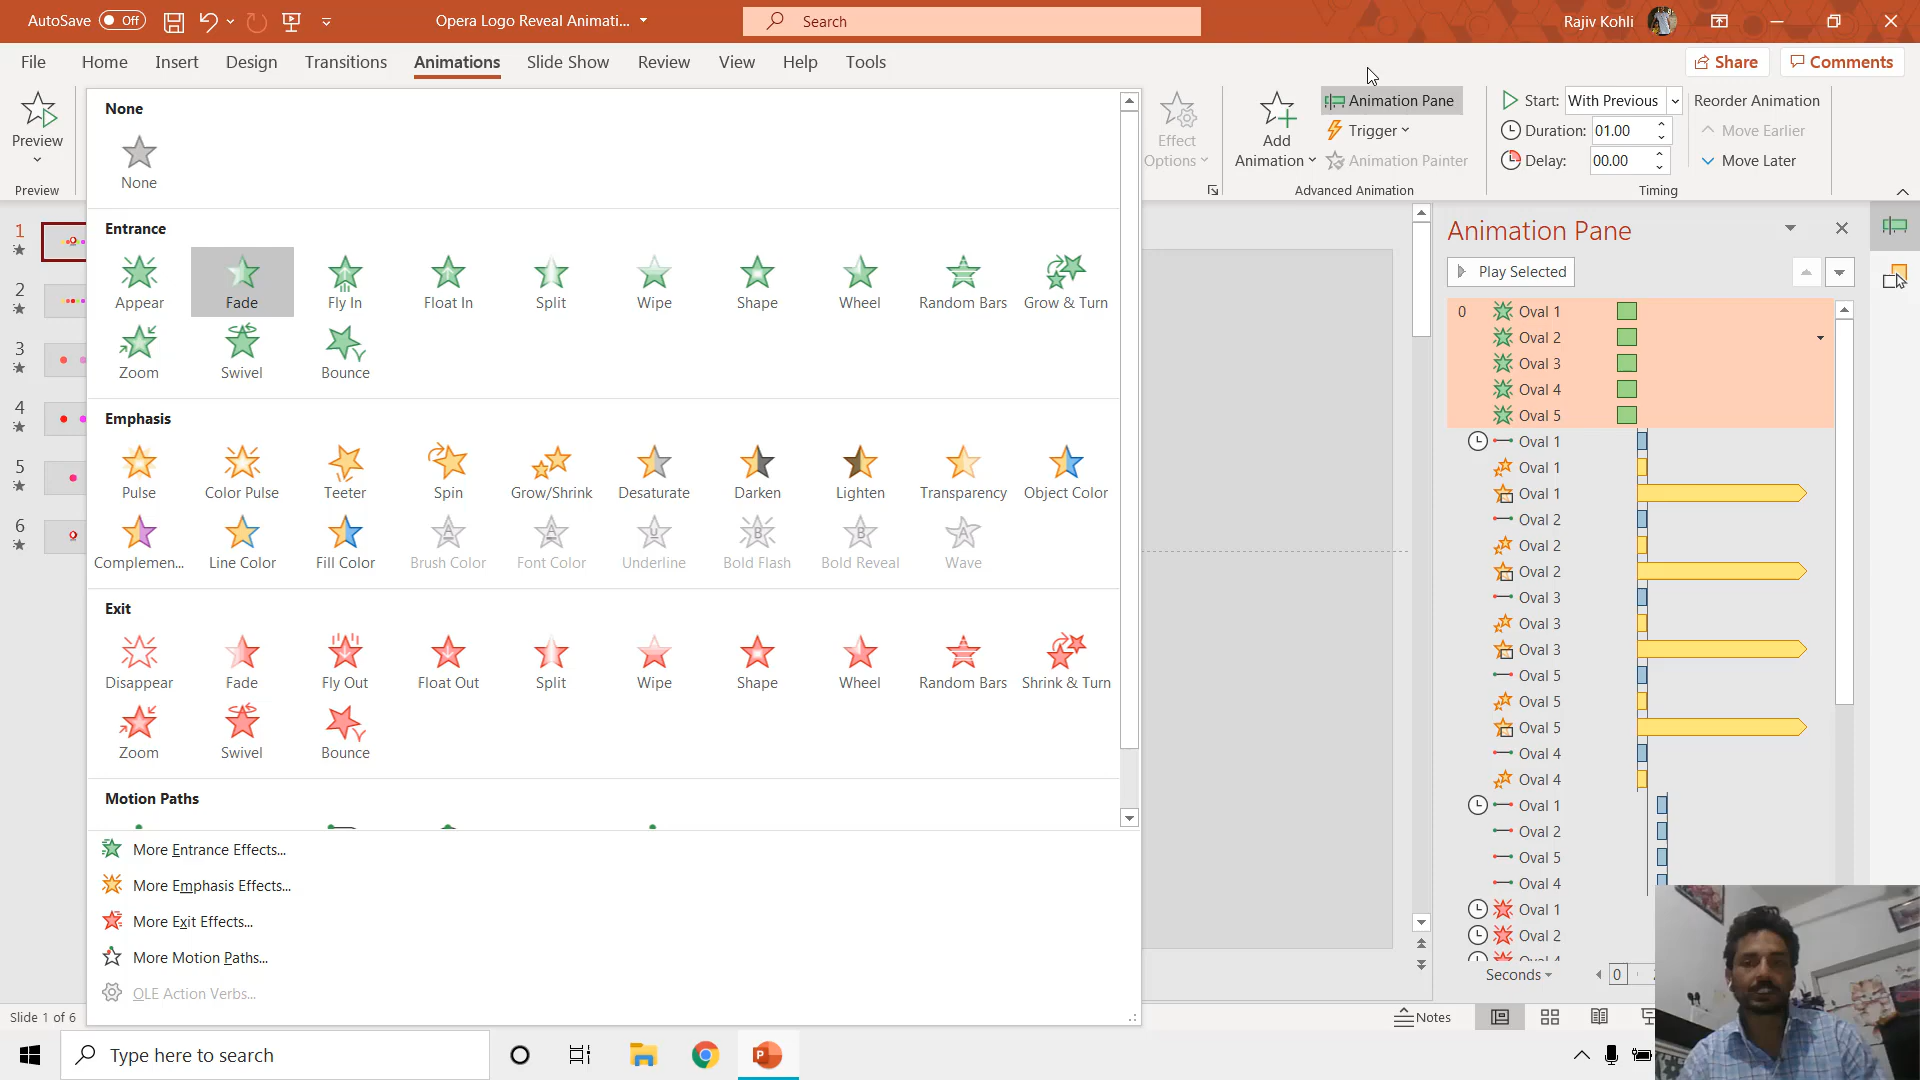 AutoSave Off
Opera Logo Reveal Animati...
Search
Rajiv Kohli
File Home Insert Design Transitions Animations Slide Show Review View Help Tools
Share Comments
Preview
Preview
None
None
Entrance
Appear Fade Fly In Float In Split Wipe Shape Wheel Random Bars Grow & Turn
Zoom Swivel Bounce
Emphasis
Pulse Color Pulse Teeter Spin Grow/Shrink Desaturate Darken Lighten Transparency Object Color
Complemen... Line Color Fill Color Brush Color Font Color Underline Bold Flash Bold Reveal Wave
Exit
Disappear Fade Fly Out Float Out Split Wipe Shape Wheel Random Bars Shrink & Turn
Zoom Swivel Bounce
Motion Paths
More Entrance Effects...
More Emphasis Effects...
More Exit Effects...
More Motion Paths...
OLE Action Verbs...
Effect
Options
Add
Animation
Animation Pane
Trigger
Animation Painter
Advanced Animation
Start: With Previous
Duration: 01.00
Delay: 00.00
Reorder Animation
Move Earlier
Move Later
Timing
1
2
3
4
5
6
Animation Pane
Play Selected
0 Oval 1
Oval 2
Oval 3
Oval 4
Oval 5
Oval 1
Oval 1
Oval 1
Oval 2
Oval 2
Oval 2
Oval 3
Oval 3
Oval 3
Oval 5
Oval 5
Oval 5
Oval 4
Oval 4
Oval 1
Oval 2
Oval 5
Oval 4
Oval 1
Oval 2
Seconds 0
Slide 1 of 6
Notes
Type here to search